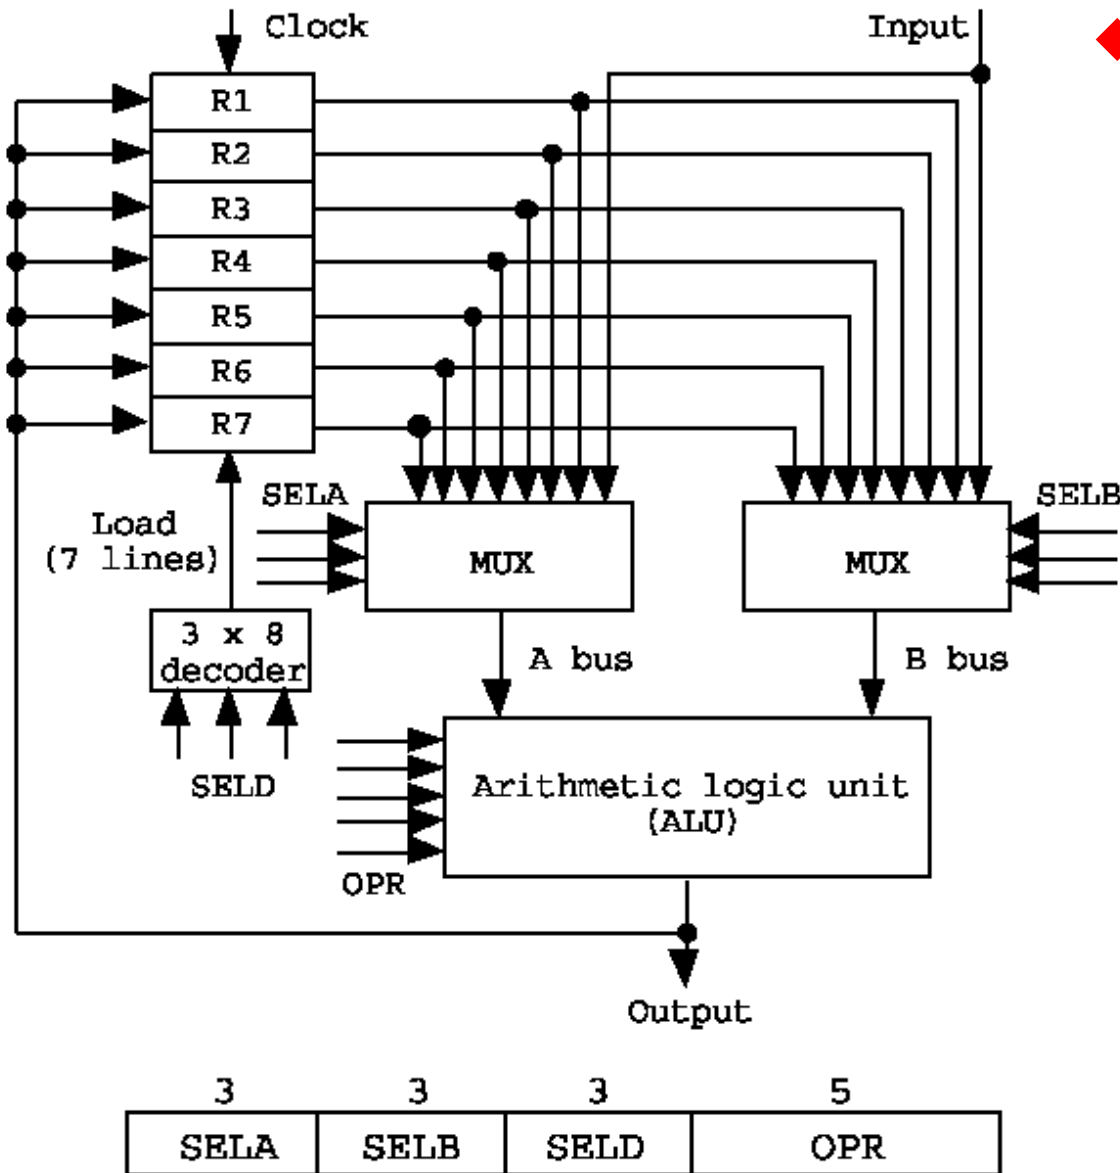 Clock
Input
R1
R2
R3
R4
R5
R6
R7
SELA
SELB
Load
(7 lines)
MUX
MUX
3 x 8
decoder
A bus
B bus
SELD
Arithmetic logic unit
(ALU)
OPR
Output
3 3 3 5
SELA SELB SELD OPR